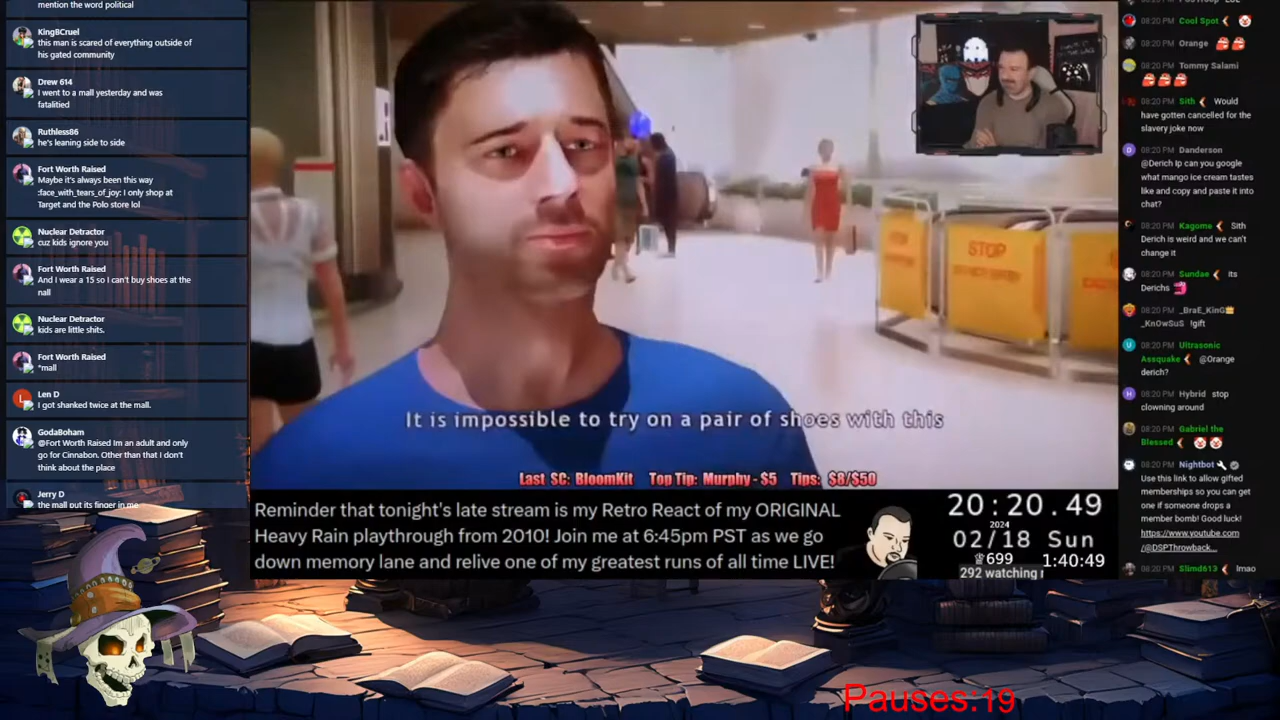 mention the word political
KingBCruel
this man is scared of everything outside of
his gated community
Drew 614
I went to a mall yesterday and was
fatalitied
Ruthless86
he's leaning side to side
Fort Worth Raised
Maybe it's always been this way
:face_with_tears_of_joy: I only shop at
Target and the Polo store lol
Nuclear Detractor
cuz kids ignore you
Fort Worth Raised
And I wear a 15 so I can't buy shoes at the
nall
Nuclear Detractor
kids are little shits.
Fort Worth Raised
*mall
Len D
I got shanked twice at the mall.
GodaBoham
@Fort Worth Raised Im an adult and only
go for Cinnabon. Other than that I don't
think about the place
Jerry D
the mall put its finger in me
STOP
It is impossible to try on a pair of shoes with this
Last SC: BloomKit Top Tip: Murphy - $5 Tips: $8/$50
Reminder that tonight's late stream is my Retro React of my ORIGINAL
Heavy Rain playthrough from 2010! Join me at 6:45pm PST as we go
down memory lane and relive one of my greatest runs of all time LIVE!
20:20.49
2024
02/18 Sun
699
1:40:49
292 watching
08:20 PM Cool Spot
08:20 PM Orange
08:20 PM Tommy Salami
08:20 PM Sith Would
have gotten cancelled for the
slavery joke now
08:20 PM Danderson
@Derich Ip can you google
what mango ice cream tastes
like and copy and paste it into
chat?
08:20 PM Kagome Sith
Derich is weird and we can't
change it
08:20 PM Sundae its
Derichs
08:20 PM _BraE_KinG
_KnOwSuS !gift
08:20 PM Ultrasonic
Assquake @Orange
derich?
08:20 PM Hybrid stop
clowning around
08:20 PM Gabriel the
Blessed
08:20 PM Nightbot
Use this link to allow gifted
memberships so you can get
one if someone drops a
member bomb! Good luck!
https://www.youtube.com
/@DSPThrowback...
08:20 PM Slimd613 lmao
Pauses:19